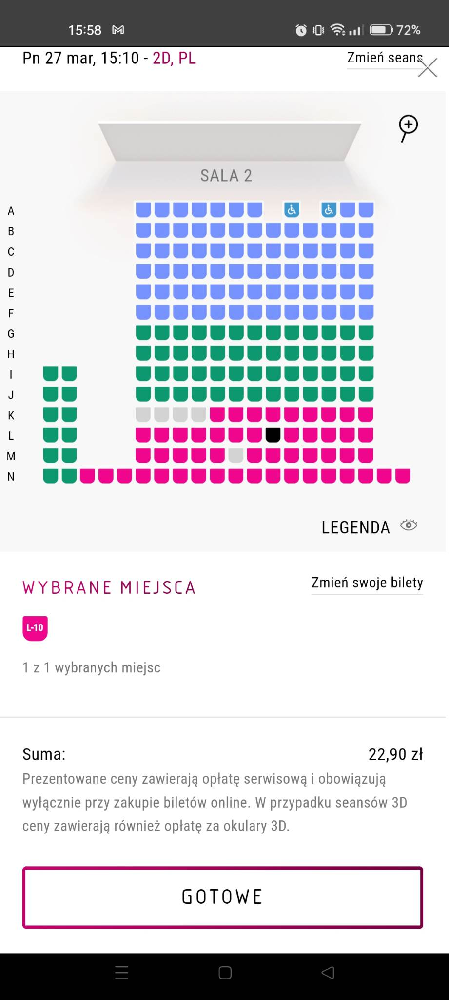 15:58 72%
Pn 27 mar, 15:10 - 2D, PL Zmień seans
SALA 2
A
B
C
D
E
F
G
H
I
J
K
L
M
N
LEGENDA
WYBRANE MIEJSCA Zmień swoje bilety
L-10
1 z 1 wybranych miejsc
Suma: 22,90 zł
Prezentowane ceny zawierają opłatę serwisową i obowiązują
wyłącznie przy zakupie biletów online. W przypadku seansów 3D
ceny zawierają również opłatę za okulary 3D.
GOTOWE